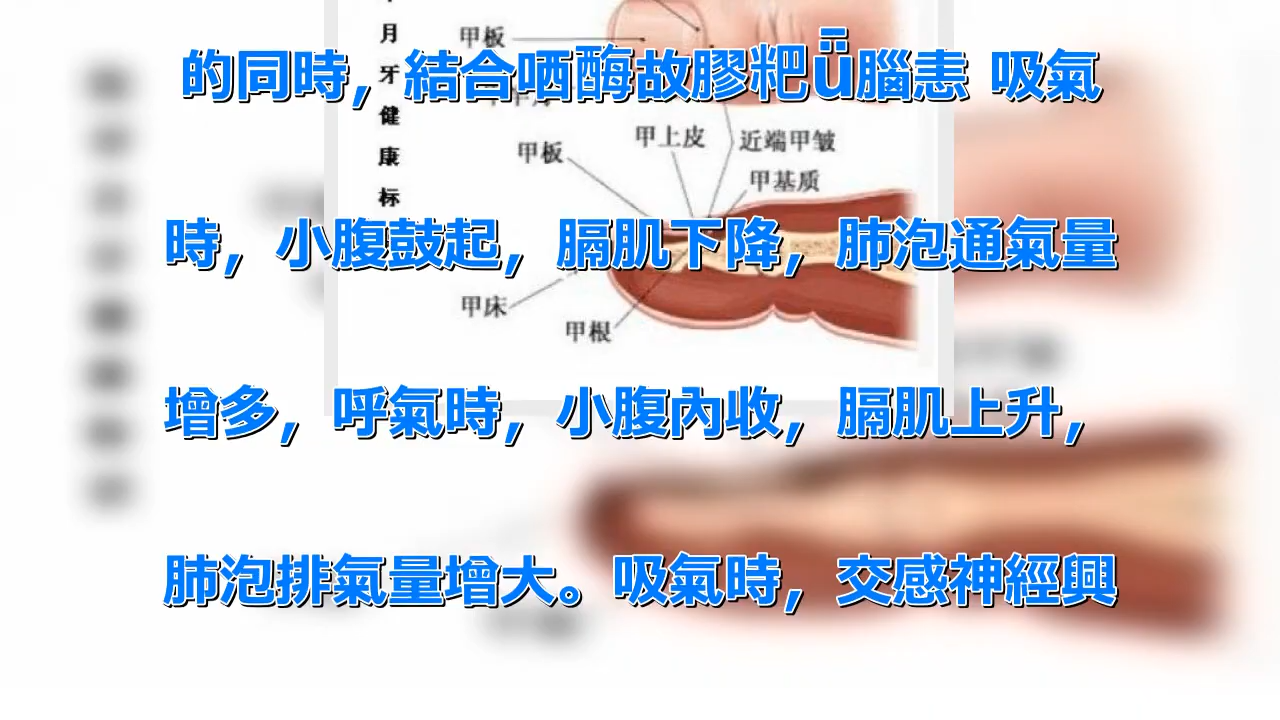 的同時，結合哂酶故膠粑ǖ腦恚 吸氣
時，小腹鼓起，膈肌下降，肺泡通氣量
增多，呼氣時，小腹內收，膈肌上升，
肺泡排氣量增大。吸氣時，交感神經興
月牙健康标
甲板
甲板
甲上皮
近端甲皱
甲基质
甲床
甲根